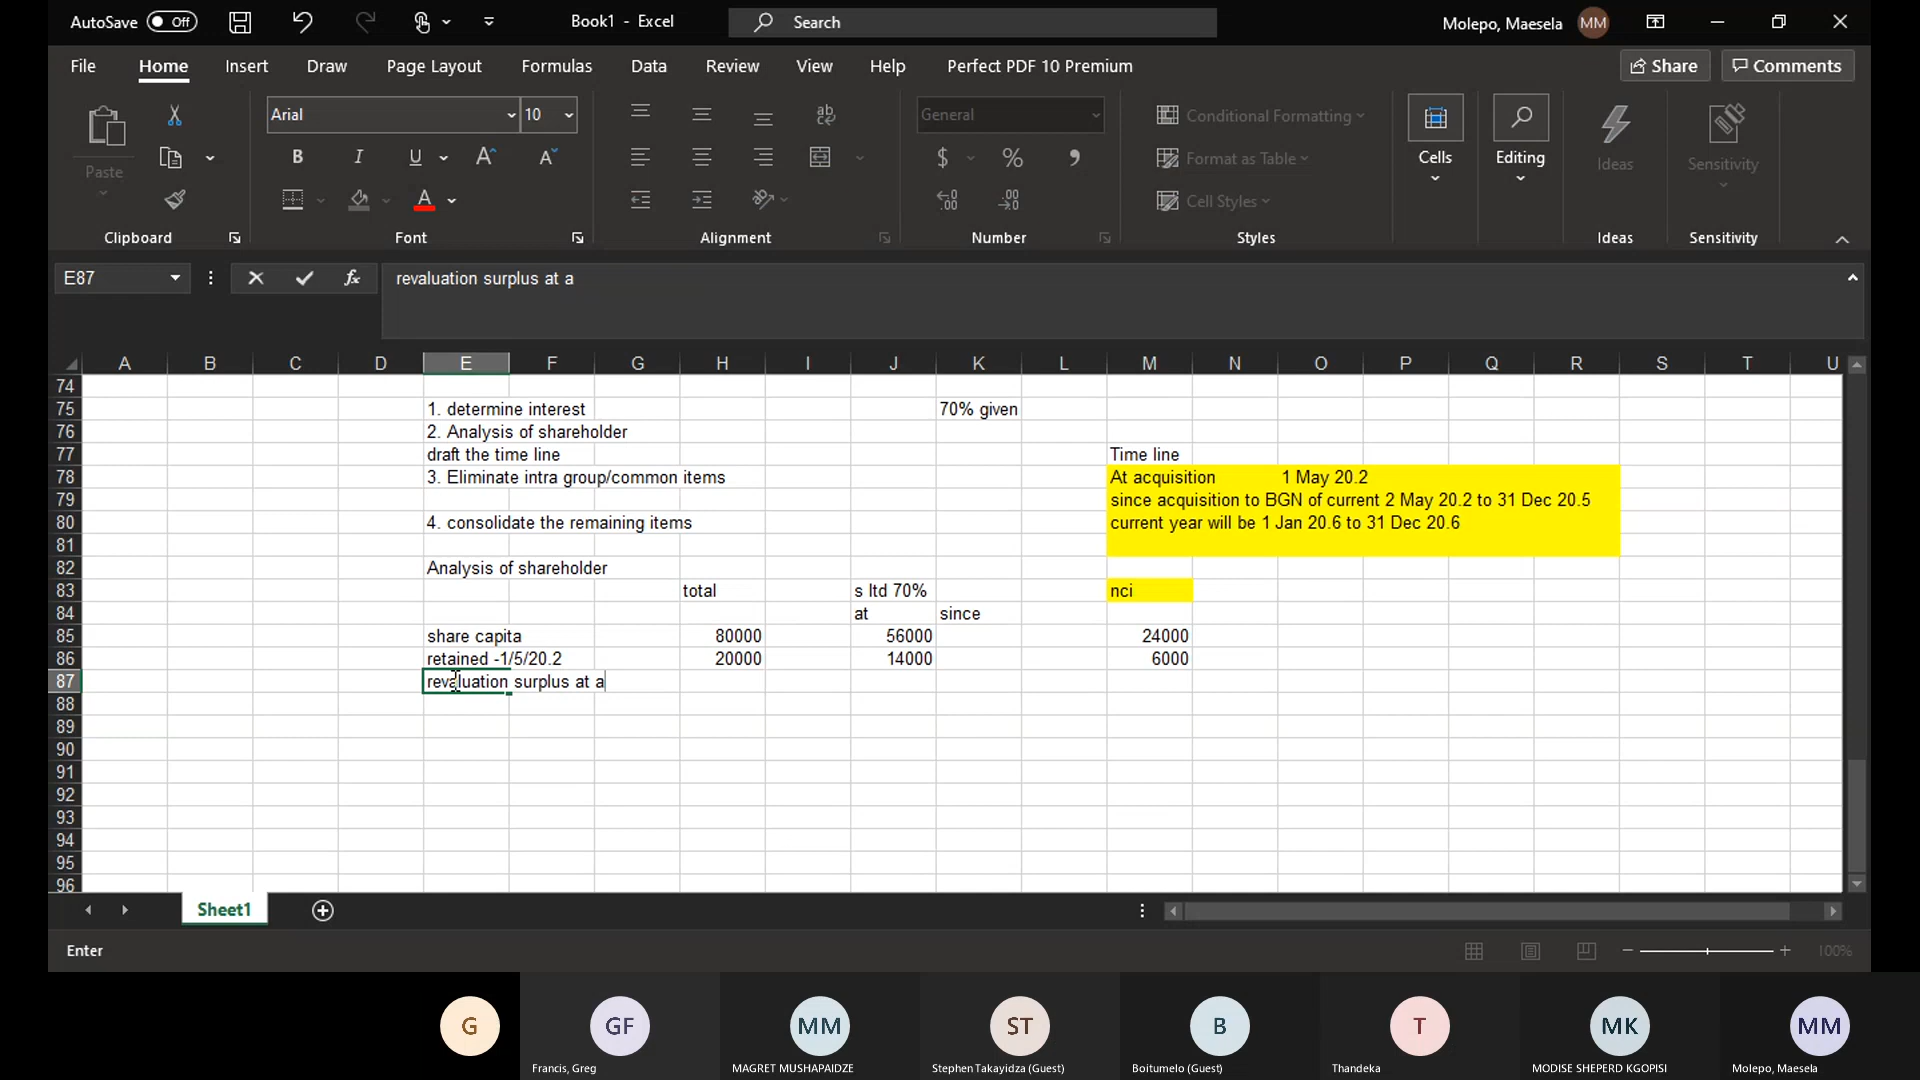 AutoSave Off Book1 - Excel Search Molepo, Maesela MM
File Home Insert Draw Page Layout Formulas Data Review View Help Perfect PDF 10 Premium Share Comments
Paste Arial 10 General Conditional Formatting Format as Table Cell Styles Cells Editing Ideas Sensitivity
Clipboard Font Alignment Number Styles Ideas Sensitivity
E87 fx revaluation surplus at a
A B C D E F G H I J K L M N O P Q R S T U
74
75 1. determine interest 70% given
76 2. Analysis of shareholder
77 draft the time line Time line
78 3. Eliminate intra group/common items At acquisition 1 May 20.2
79 since acquisition to BGN of current 2 May 20.2 to 31 Dec 20.5
80 4. consolidate the remaining items current year will be 1 Jan 20.6 to 31 Dec 20.6
81
82 Analysis of shareholder
83 total s ltd 70% nci
84 at since
85 share capita 80000 56000 24000
86 retained -1/5/20.2 20000 14000 6000
87 revaluation surplus at a
88
89
90
91
92
93
94
95
96
Sheet1
Enter 100%
G GF MM ST B T MK MM
Francis, Greg MAGRET MUSHAPAIDZE Stephen Takayidza (Guest) Boitumelo (Guest) Thandeka MODISE SHEPERD KGOPISI Molepo, Maesela